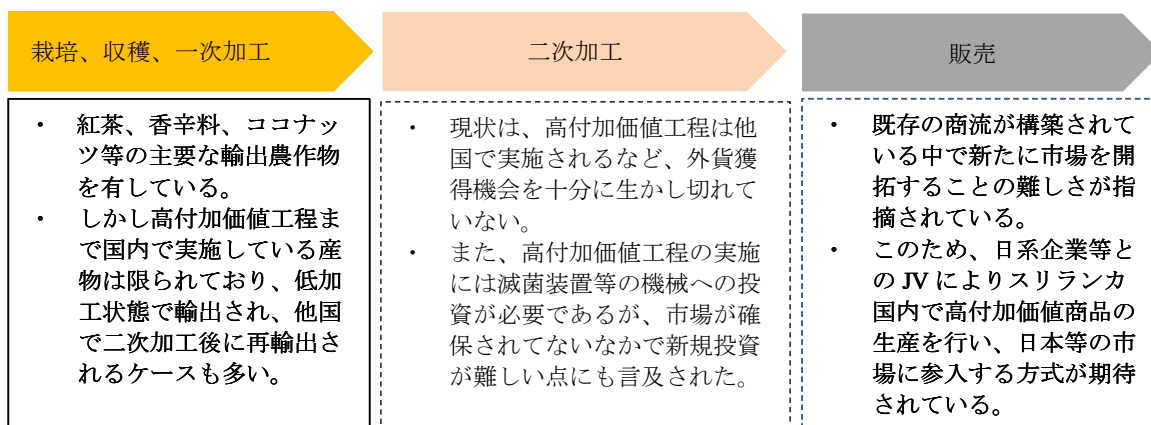 栽培、収穫、一次加工
二次加工
販売
・ 紅茶、香辛料、ココナッ
ツ等の主要な輸出農作物
を有している。
・ しかし高付加価値工程ま
で国内で実施している産
物は限られており、低加
工状態で輸出され、他国
で二次加工後に再輸出さ
れるケースも多い。
・ 現状は、高付加価値工程は他
国で実施されるなど、外貨獲
得機会を十分に生かし切れて
いない。
・ また、高付加価値工程の実施
には滅菌装置等の機械への投
資が必要であるが、市場が確
保されてないなかで新規投資
が難しい点にも言及された。
・ 既存の商流が構築されて
いる中で新たに市場を開
拓することの難しさが指
摘されている。
・ このため、日系企業等と
の JV によりスリランカ
国内で高付加価値商品の
生産を行い、日本等の市
場に参入する方式が期待
されている。